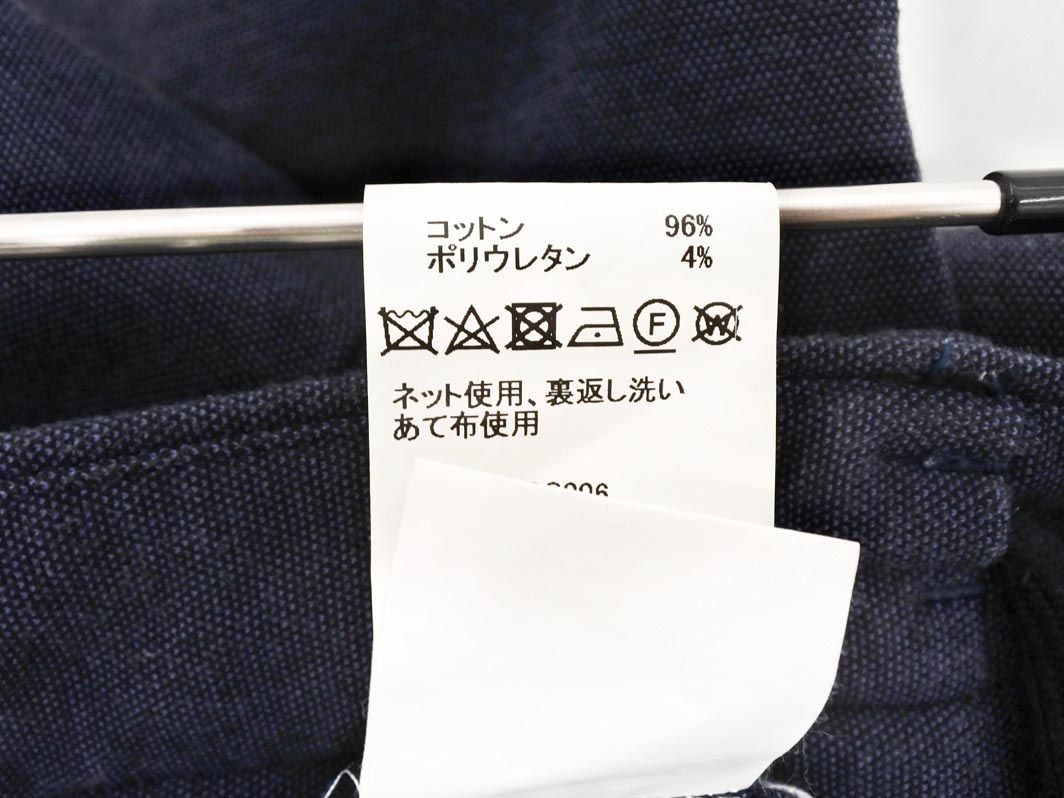 コットン 96%
ポリウレタン 4%
F W
ネット使用、裏返し洗い
あて布使用